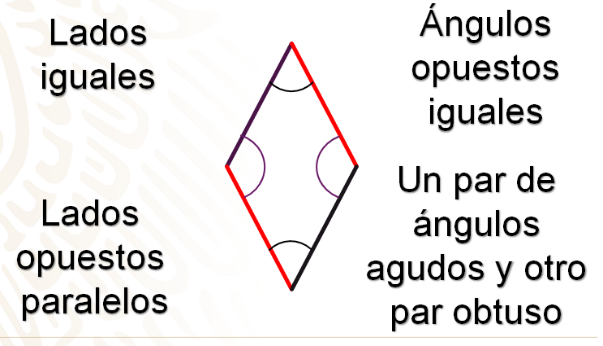 Lados
iguales
Ángulos
opuestos
iguales
Lados
opuestos
paralelos
Un par de
ángulos
agudos y otro
par obtuso